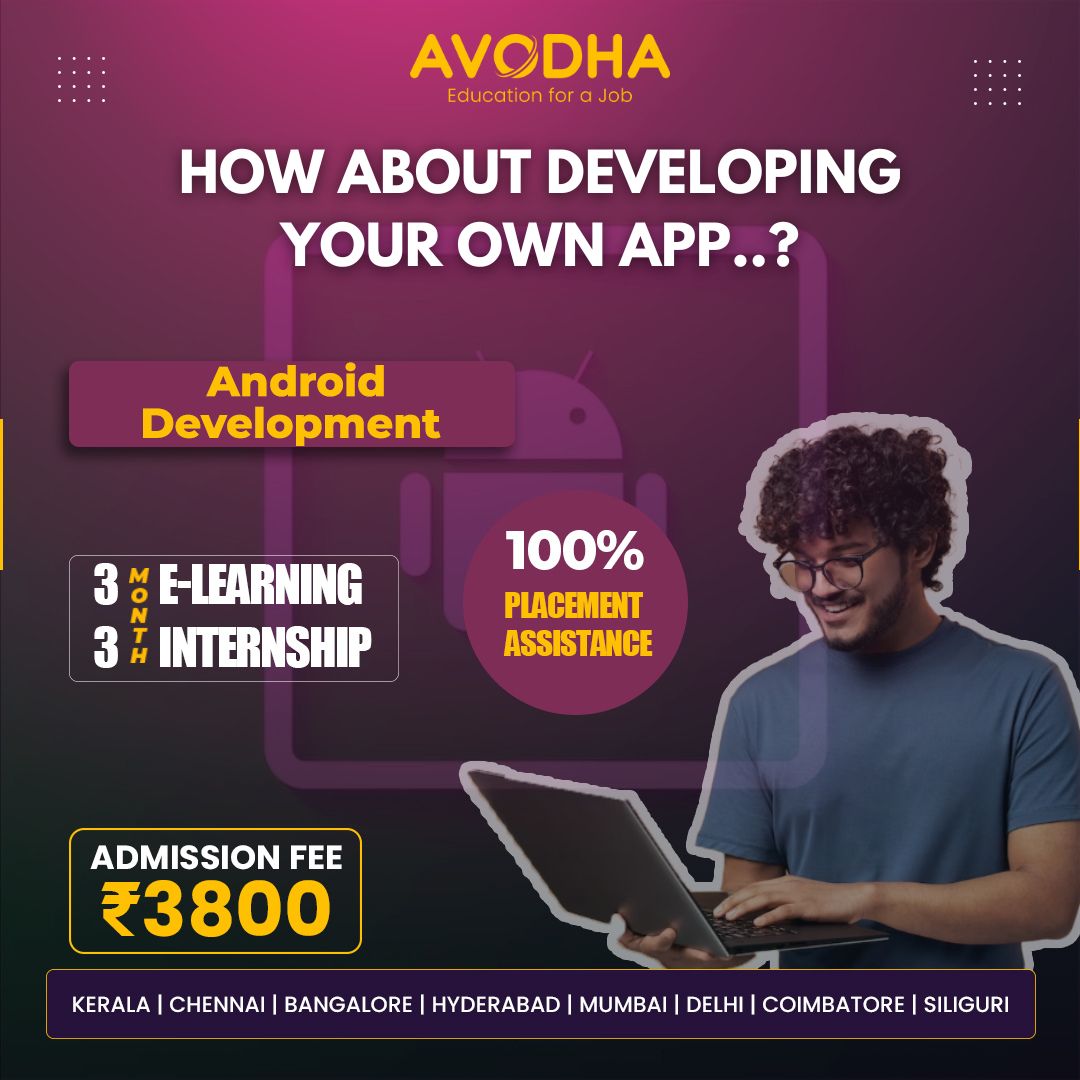 AVODHA
Education for a Job
HOW ABOUT DEVELOPING
YOUR OWN APP..?
Android
Development
3 MONTH E-LEARNING
3 INTERNSHIP
100%
PLACEMENT
ASSISTANCE
ADMISSION FEE
₹3800
KERALA | CHENNAI | BANGALORE | HYDERABAD | MUMBAI | DELHI | COIMBATORE | SILIGURI